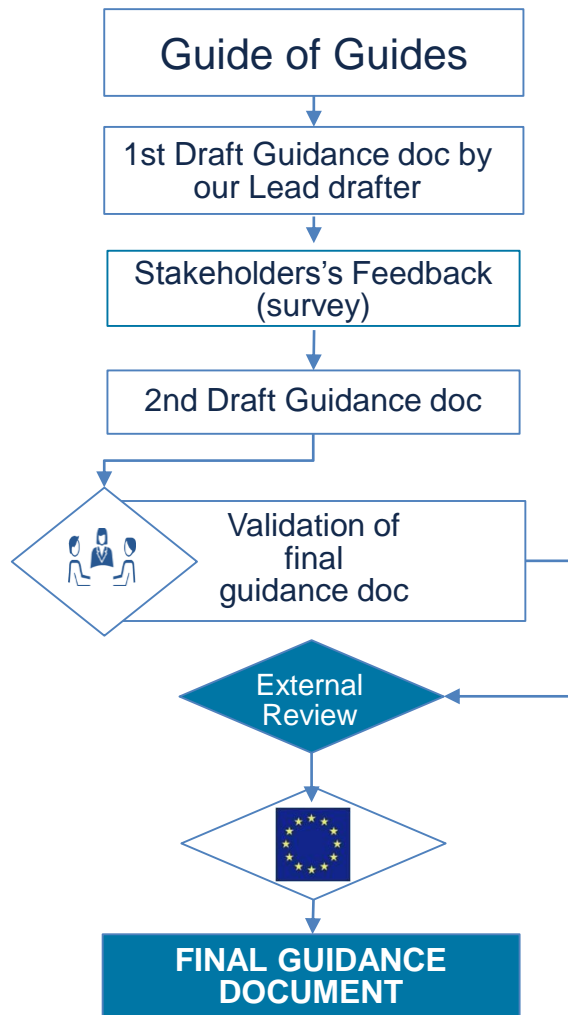 Guide of Guides
1st Draft Guidance doc by
our Lead drafter
Stakeholders's Feedback
(survey)
2nd Draft Guidance doc
Validation of
final
guidance doc
External
Review
FINAL GUIDANCE
DOCUMENT